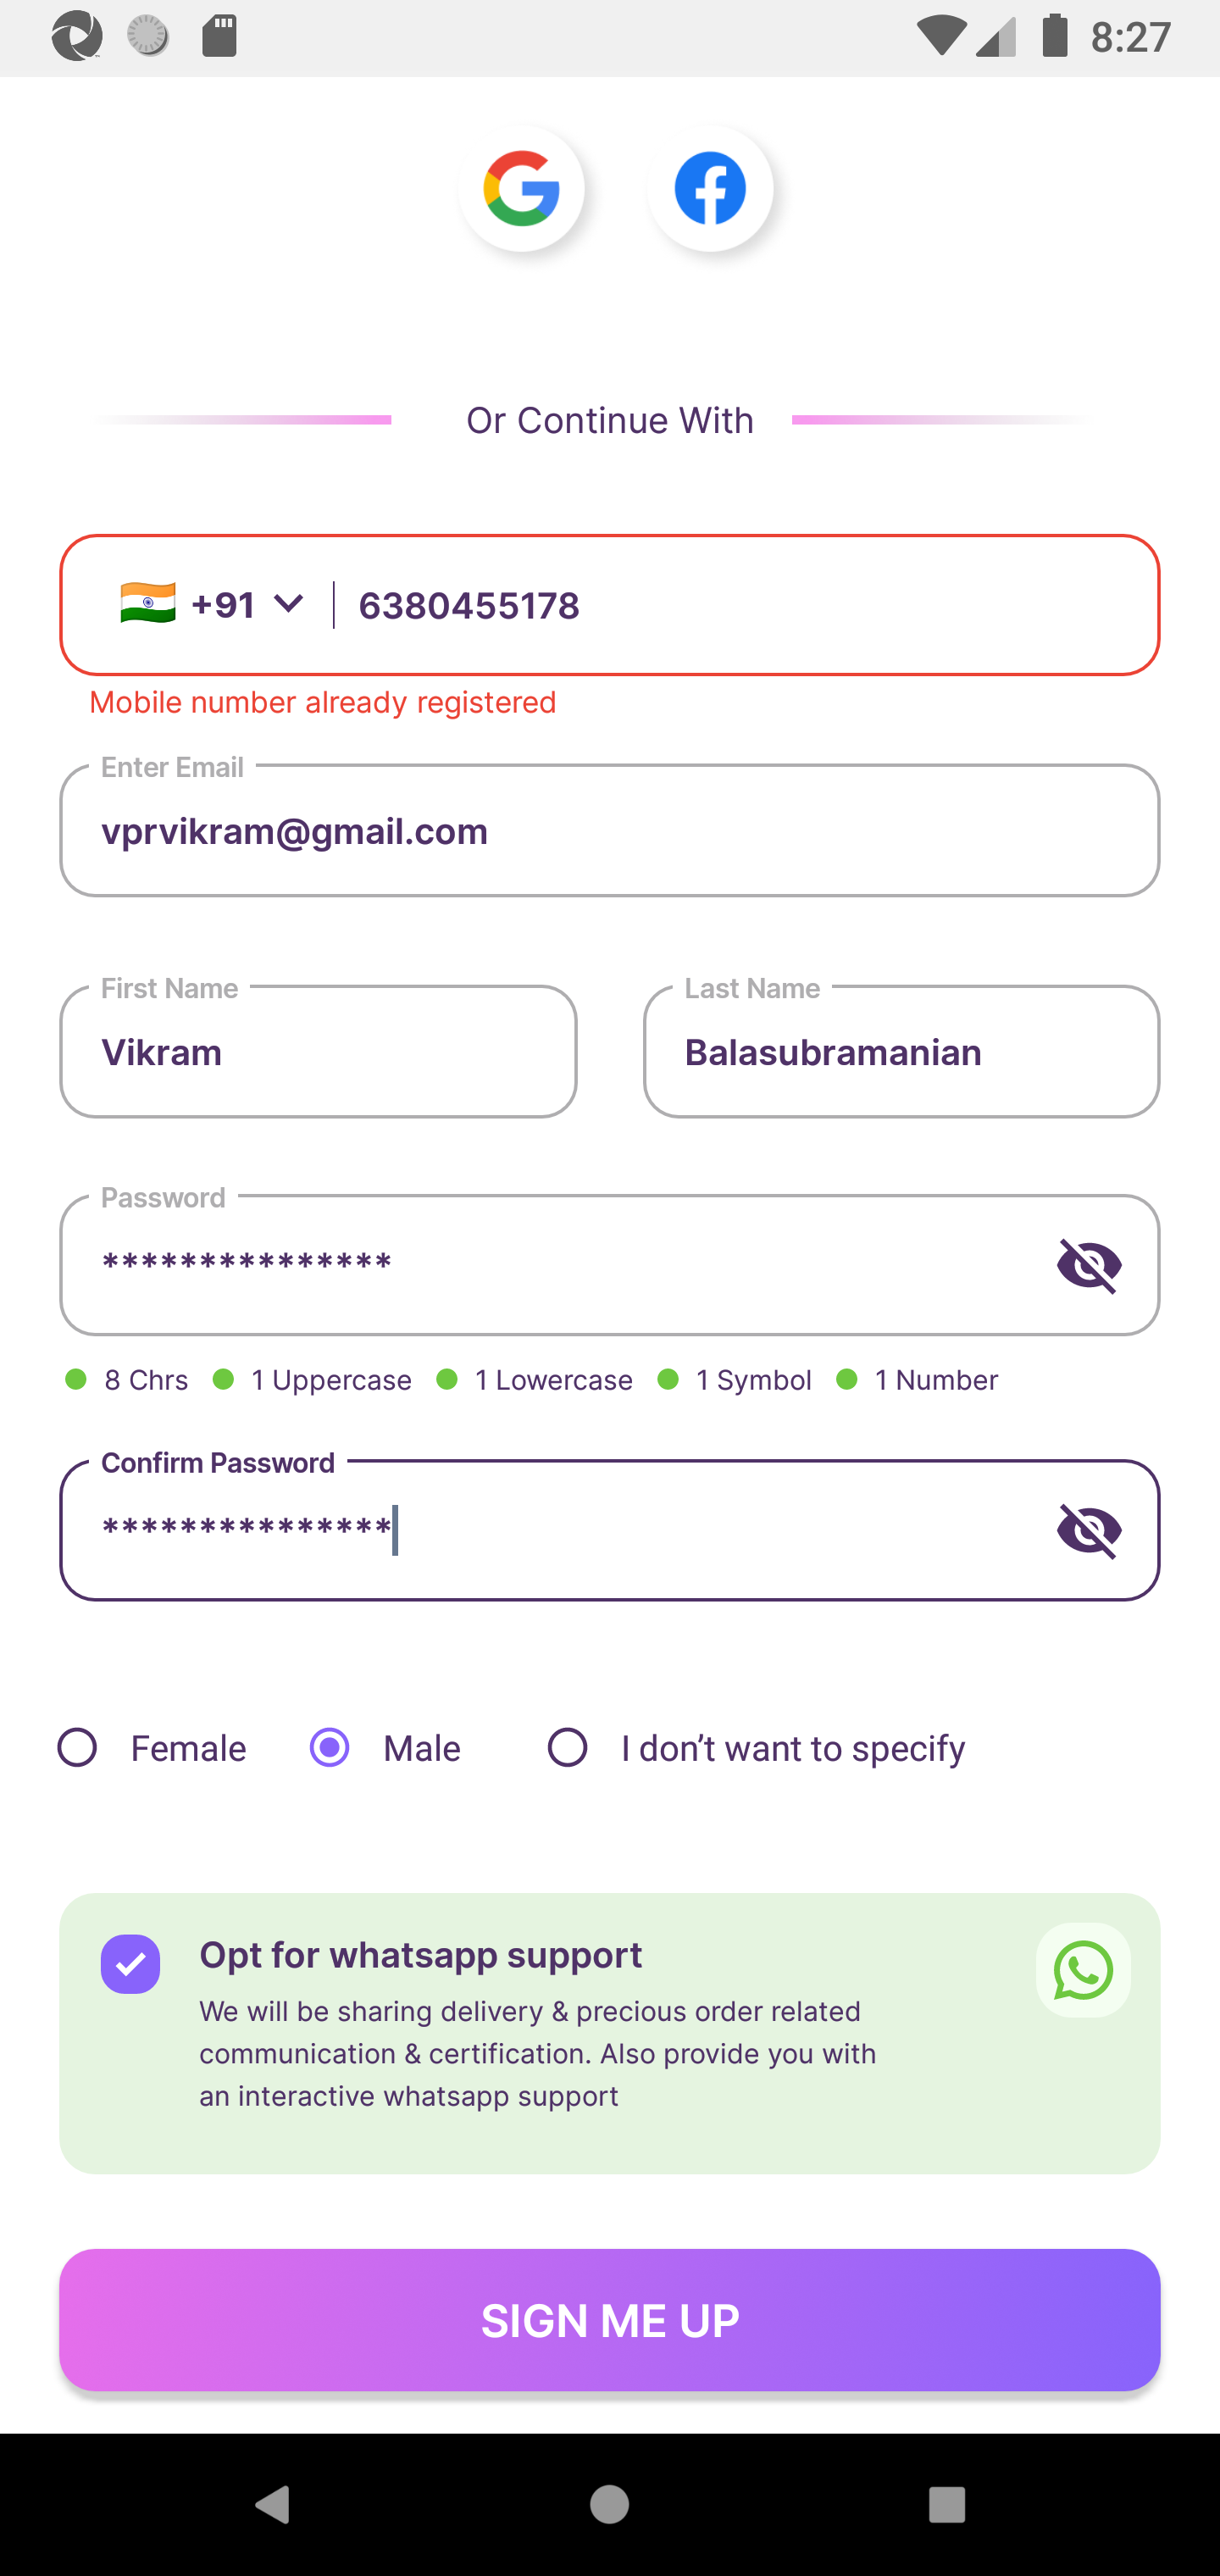 8:27
Or Continue With
+91 6380455178
Mobile number already registered
Enter Email
vprvikram@gmail.com
First Name Last Name
Vikram Balasubramanian
Password
***************
8 Chrs 1 Uppercase 1 Lowercase 1 Symbol 1 Number
Confirm Password
***************
Female Male I don’t want to specify
Opt for whatsapp support
We will be sharing delivery & precious order related
communication & certification. Also provide you with
an interactive whatsapp support
SIGN ME UP